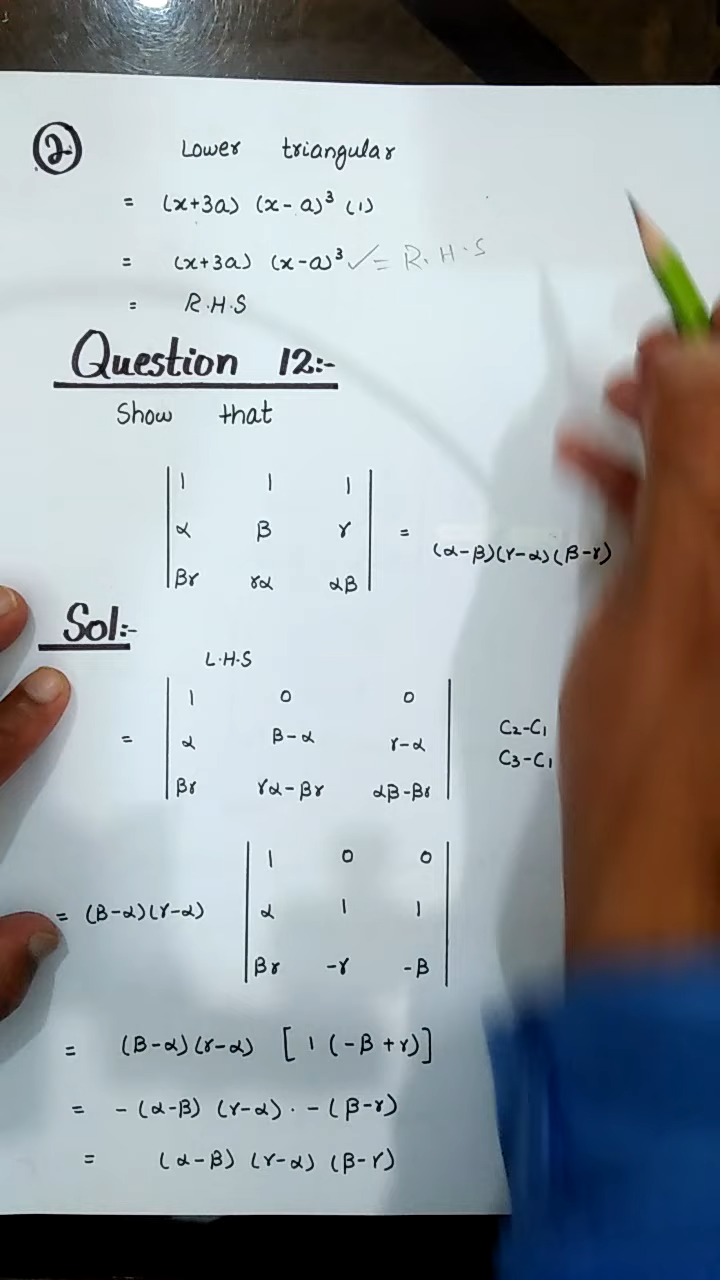 2. Lower triangular
= (x+3a) (x-a)³ (1)
= (x+3a) (x-a)³ ✓ = R.H.S
= R.H.S
Question 12:-
Show that
| 1 1 1 |
| α β γ | = (α-β)(γ-α)(β-γ)
| βγ γα αβ |
Sol:-
L.H.S
| 1 0 0 |
= | α β-α γ-α | C₂-C₁
| βγ γα-βγ αβ-βγ | C₃-C₁
| 1 0 0 |
= (β-α)(γ-α) | α 1 1 |
| βγ -γ -β |
= (β-α)(γ-α) [1(-β+γ)]
= -(α-β) (γ-α) . -(β-γ)
= (α-β) (γ-α) (β-γ)